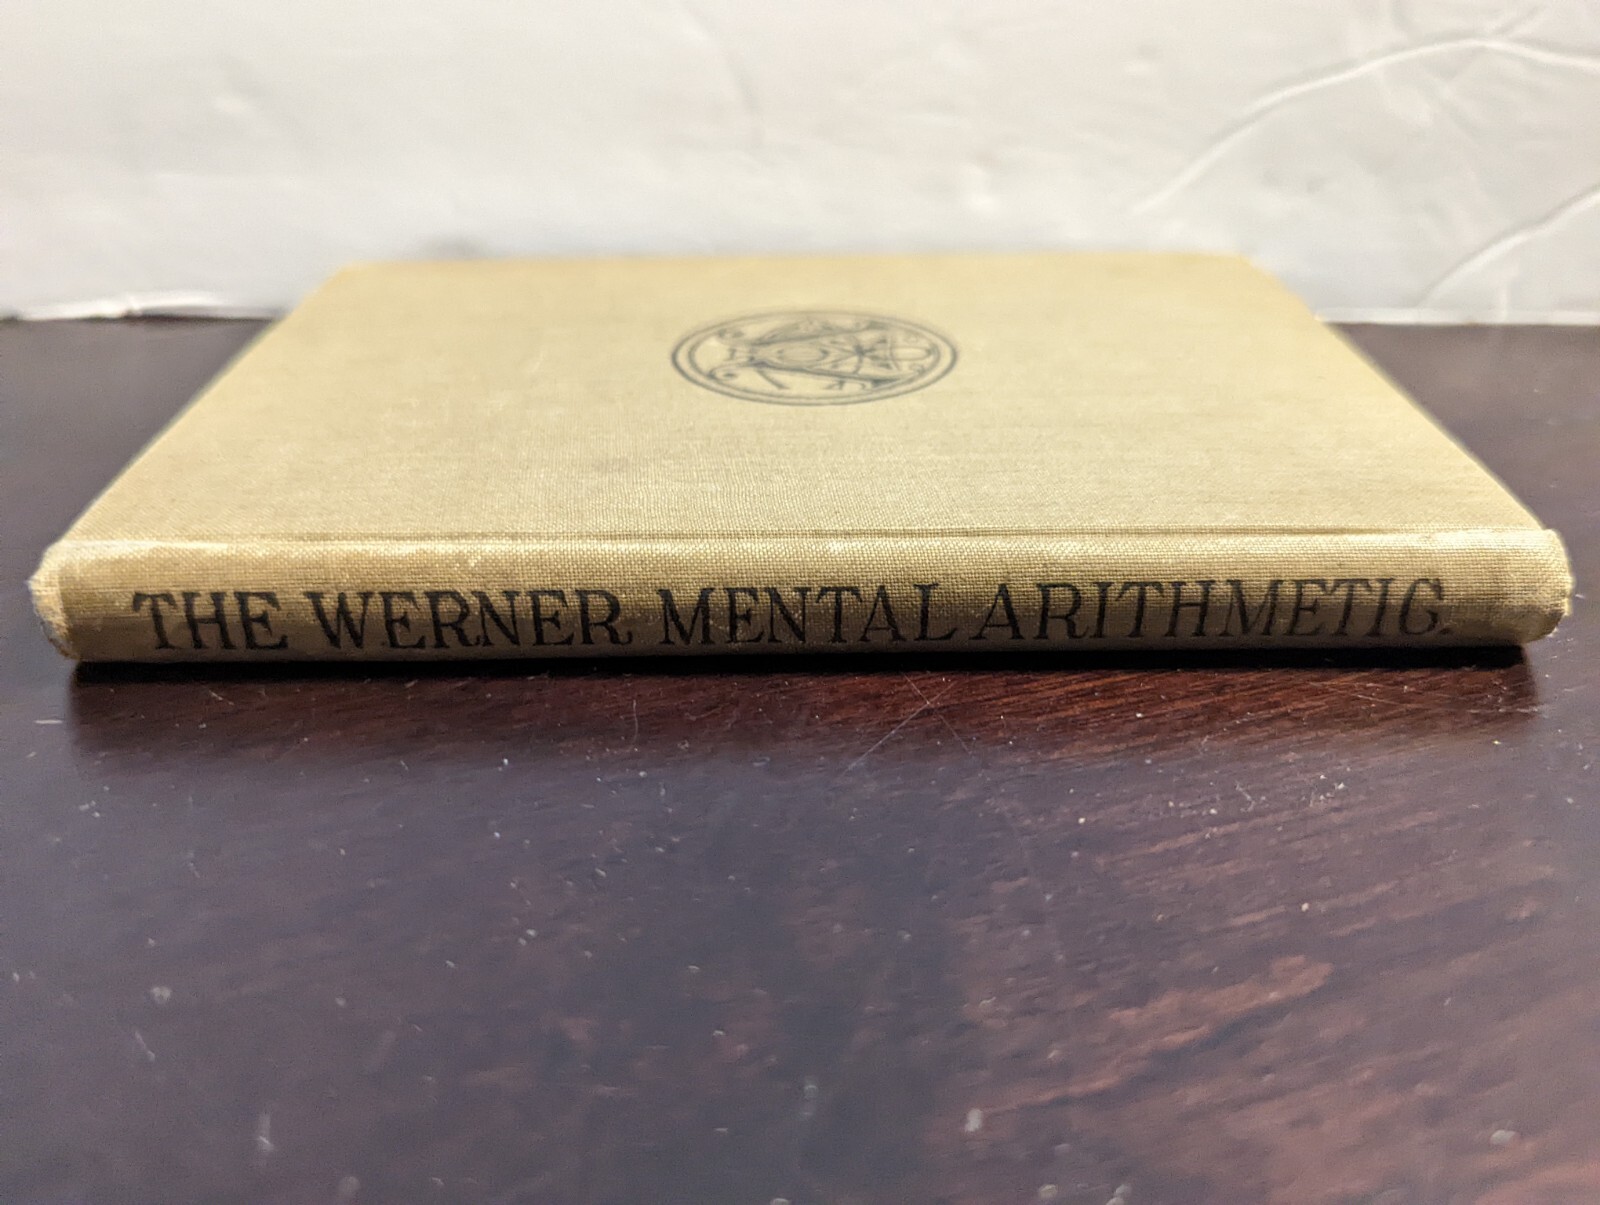 THE WERNER MENTAL ARITHMETIC.